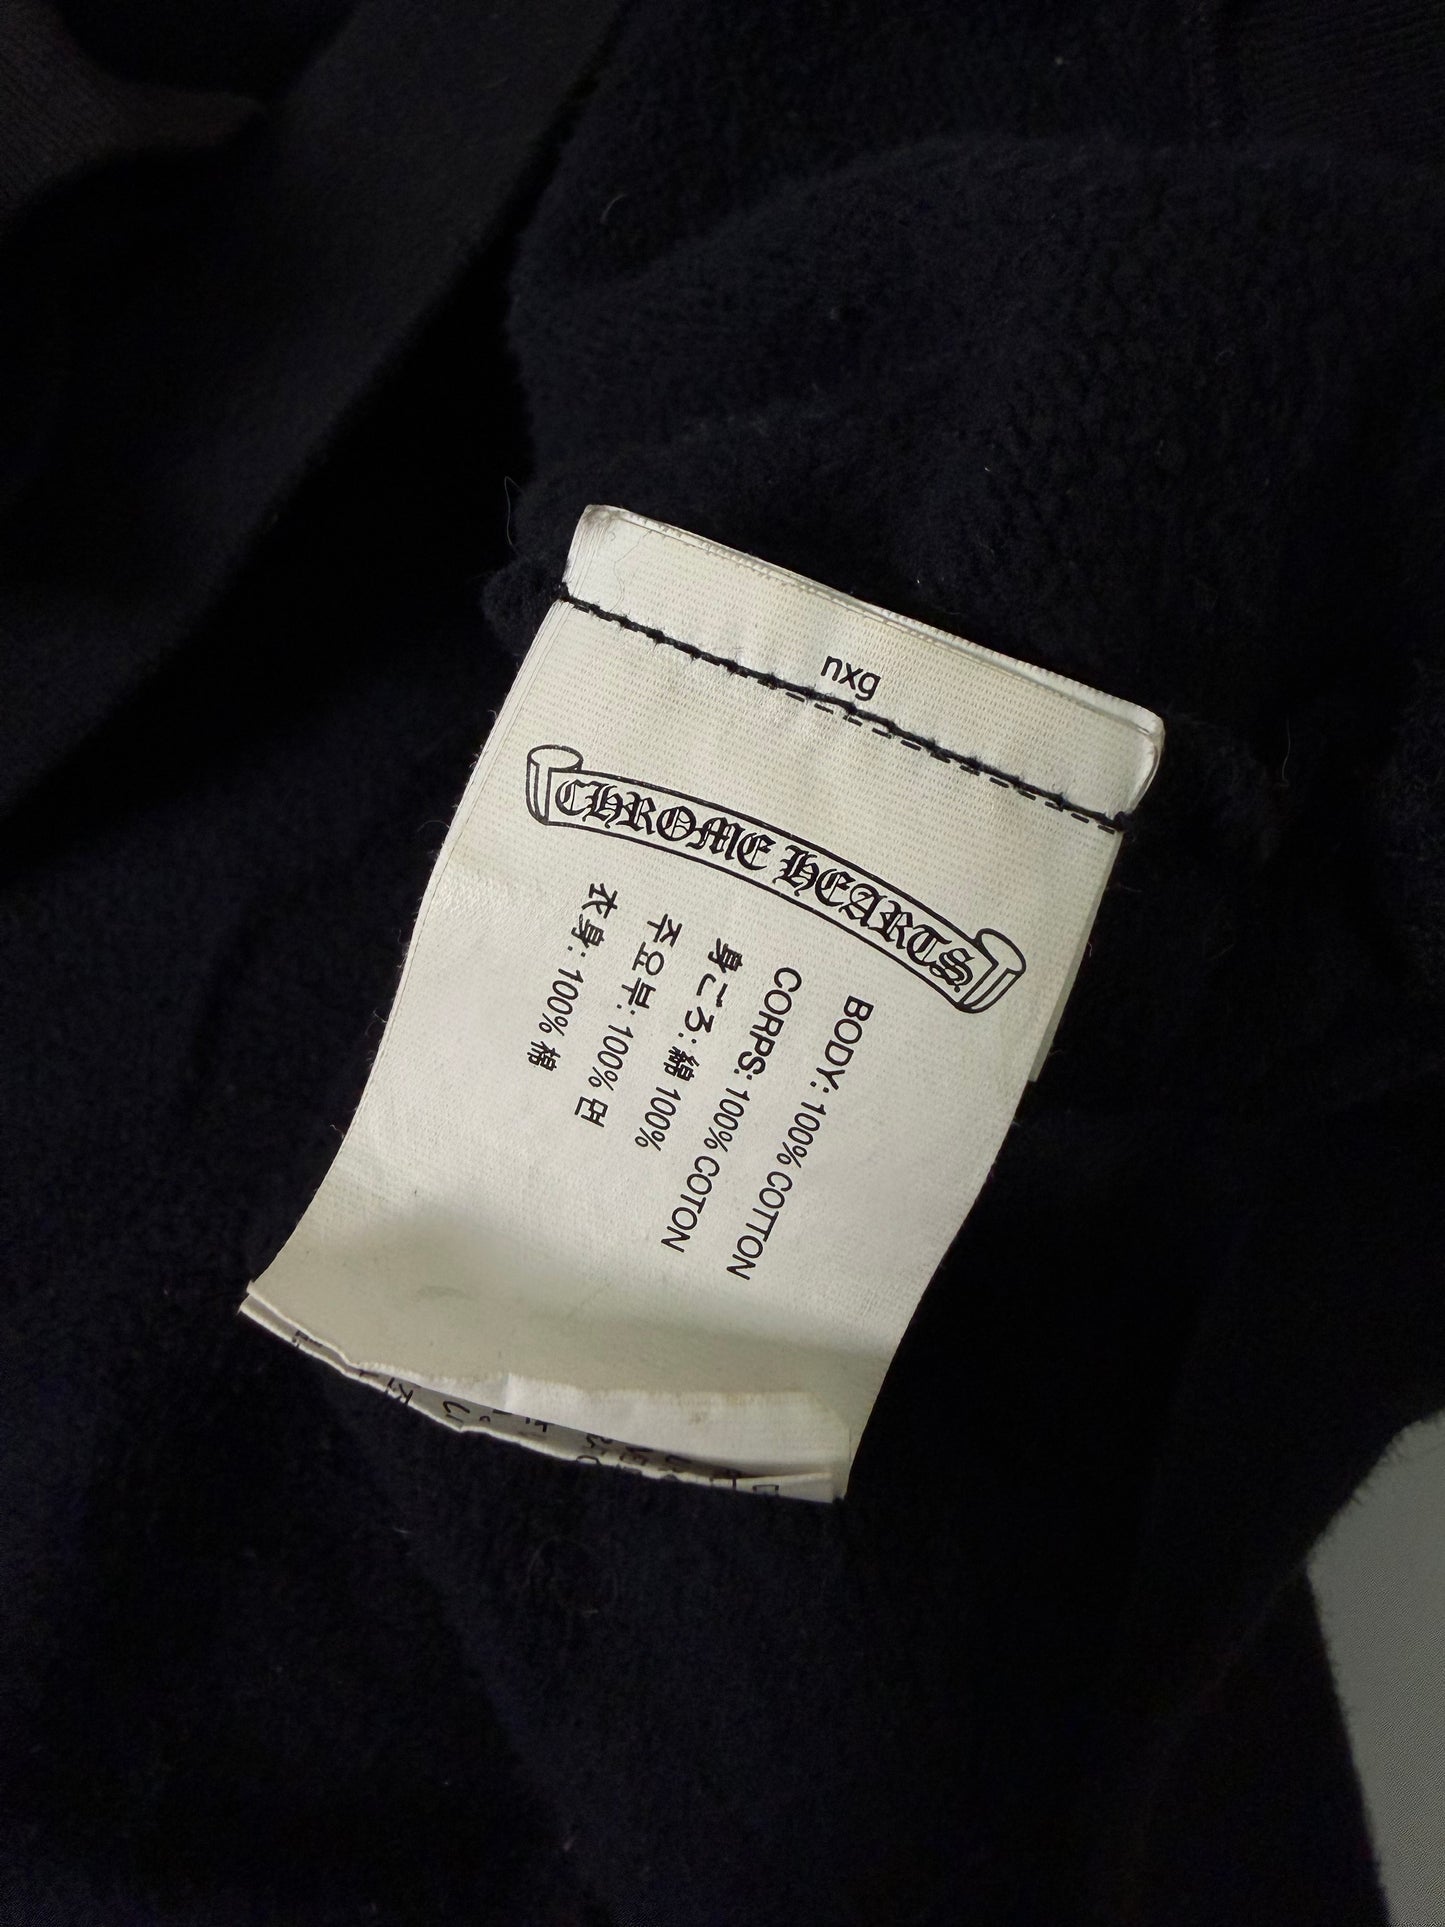 nxg
CHROME HEARTS
BODY: 100% COTTON
CORPS: 100% COTON
身ごろ: 綿 100%
주요부: 100% 면
衣身: 100% 棉